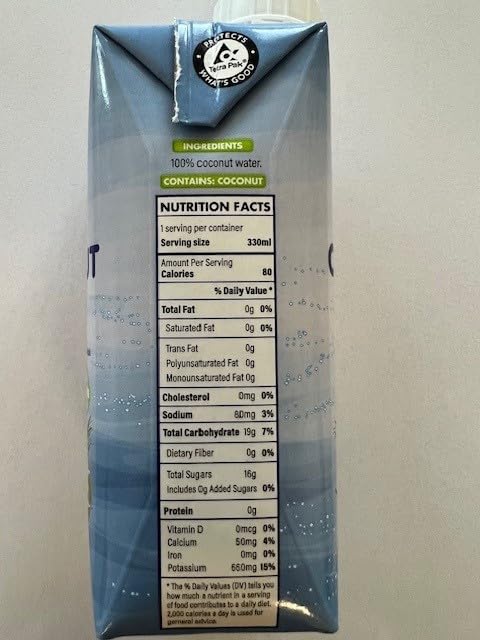 PROTECTS
Tetra Pak®
WHAT'S GOOD
INGREDIENTS
100% coconut water.
CONTAINS: COCONUT
NUTRITION FACTS
1 serving per container
Serving size 330ml
Amount Per Serving
Calories 80
% Daily Value *
Total Fat 0g 0%
Saturated Fat 0g 0%
Trans Fat 0g
Polyunsaturated Fat 0g
Monounsaturated Fat 0g
Cholesterol 0mg 0%
Sodium 60mg 3%
Total Carbohydrate 19g 7%
Dietary Fiber 0g 0%
Total Sugars 16g
Includes 0g Added Sugars 0%
Protein 0g
Vitamin D 0mcg 0%
Calcium 50mg 4%
Iron 0mg 0%
Potassium 660mg 15%
* The % Daily Values (DV) tells you
how much a nutrient in a serving
of food contributes to a daily diet.
2,000 calories a day is used for
general advice.